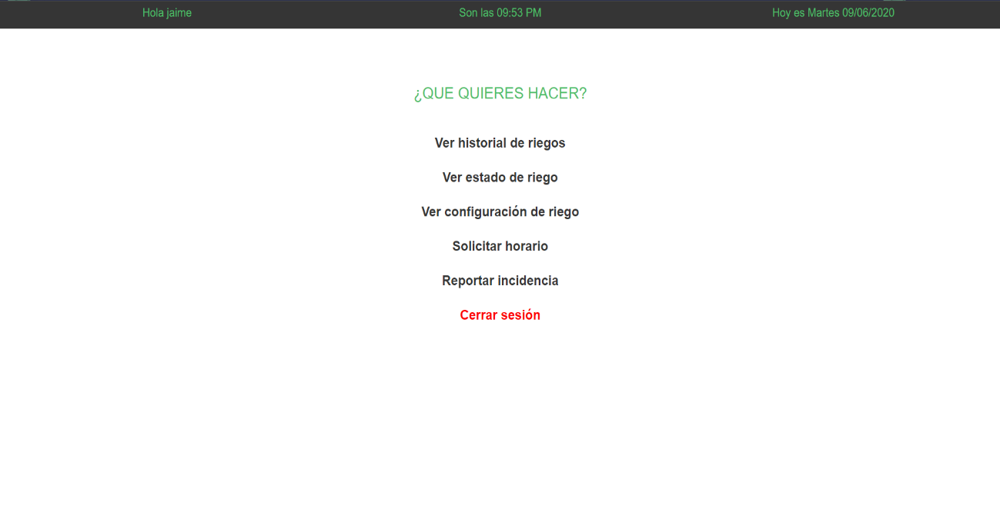 Hola jaime Son las 09:53 PM Hoy es Martes 09/06/2020
¿QUE QUIERES HACER?
Ver historial de riegos
Ver estado de riego
Ver configuración de riego
Solicitar horario
Reportar incidencia
Cerrar sesión